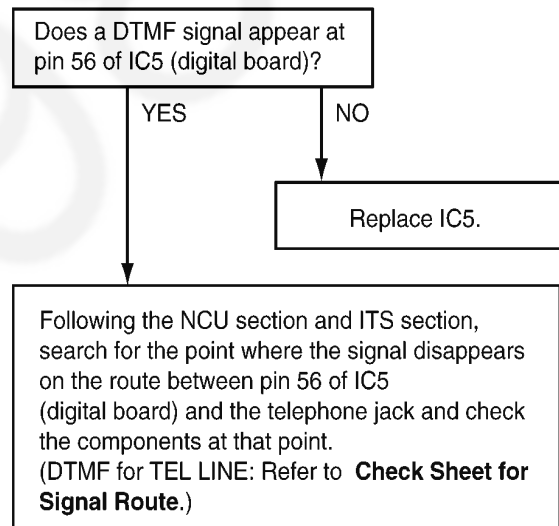 Does a DTMF signal appear at
pin 56 of IC5 (digital board)?
YES
NO
Replace IC5.
Following the NCU section and ITS section,
search for the point where the signal disappears
on the route between pin 56 of IC5
(digital board) and the telephone jack and check
the components at that point.
(DTMF for TEL LINE: Refer to Check Sheet for
Signal Route.)